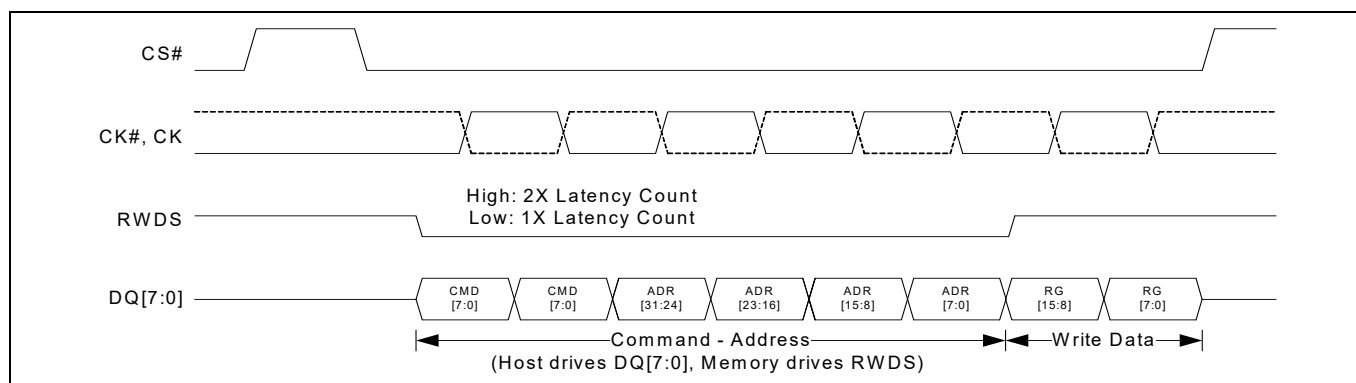 CS#
CK#, CK
High: 2X Latency Count
Low: 1X Latency Count
RWDS
DQ[7:0]
CMD [7:0]
CMD [7:0]
ADR [31:24]
ADR [23:16]
ADR [15:8]
ADR [7:0]
RG [15:8]
RG [7:0]
Command - Address
Write Data
(Host drives DQ[7:0], Memory drives RWDS)